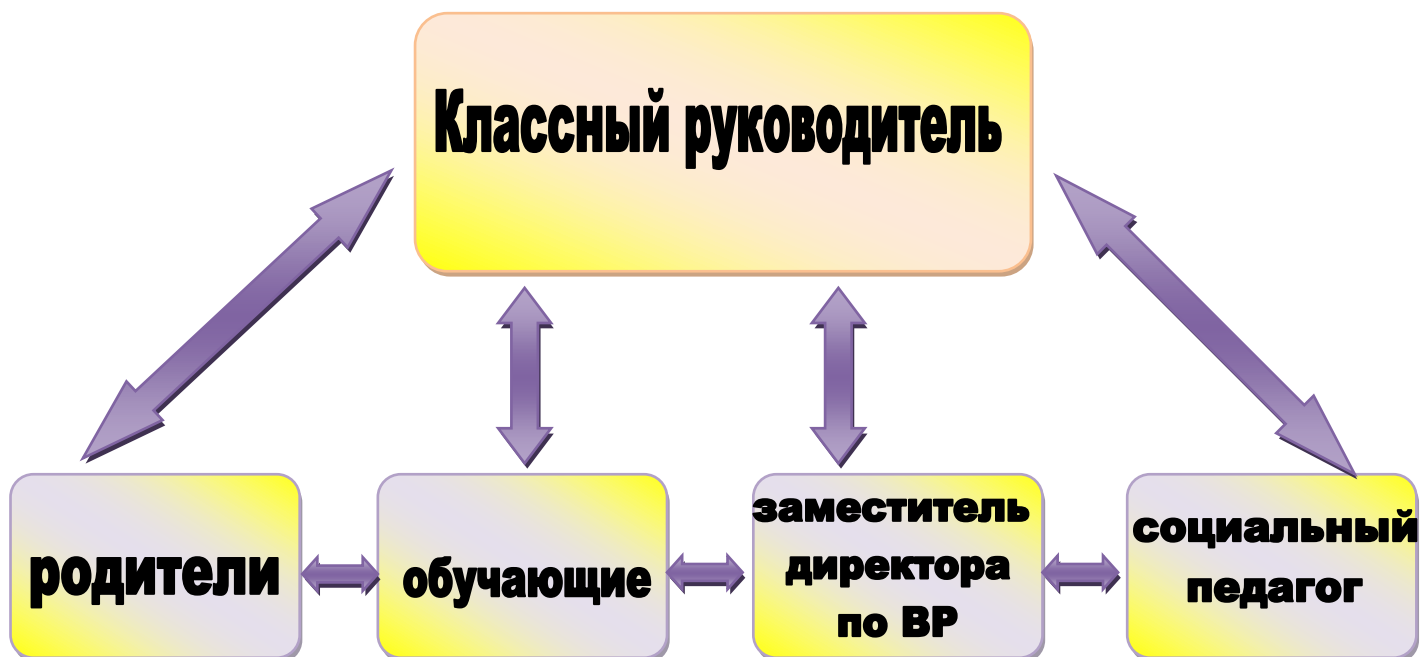 Классный руководитель
родители
обучающие
заместитель
директора
по ВР
социальный
педагог